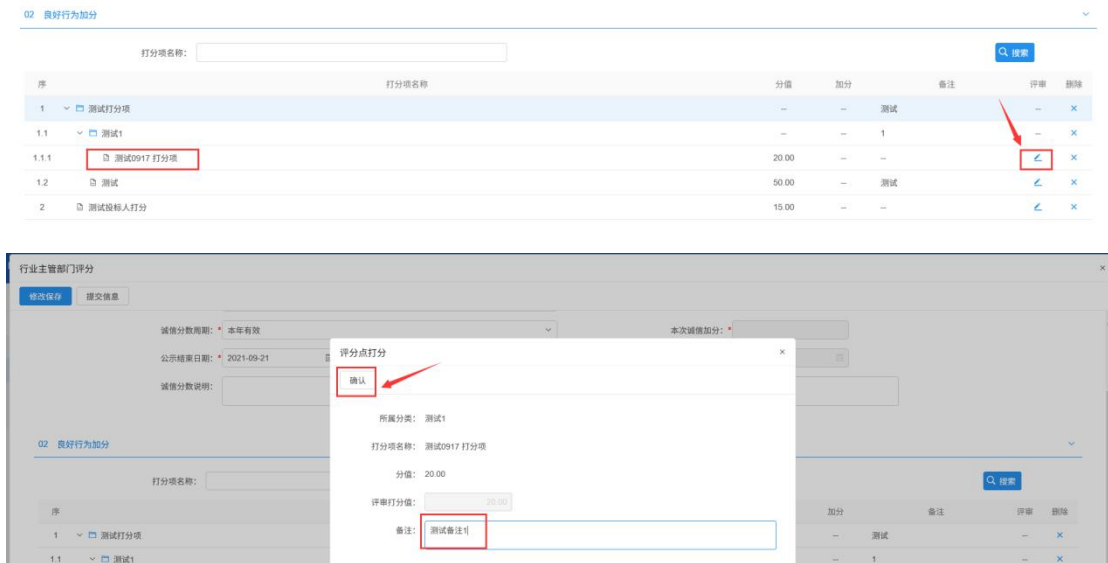 02 良好行为加分
打分项名称： 搜索
序 打分项名称 分值 加分 备注 评审 删除
1 测试打分项 -- -- 测试 --
1.1 测试1 -- -- 1 --
1.1.1 测试0917 打分项 20.00 -- --
1.2 测试 50.00 -- 测试
2 测试投标人打分 15.00 -- --
行业主管部门评分
修改保存 提交信息
诚信分数周期：* 本年有效 本次诚信加分：*
公示结束日期：* 2021-09-21
诚信分数说明：
评分点打分
确认
所属分类： 测试1
打分项名称： 测试0917 打分项
分值： 20.00
评审打分值： 20.00
备注： 测试备注1
02 良好行为加分
打分项名称： 搜索
序 加分 备注 评审 删除
1 测试打分项 -- 测试 --
1.1 测试1 -- 1 --